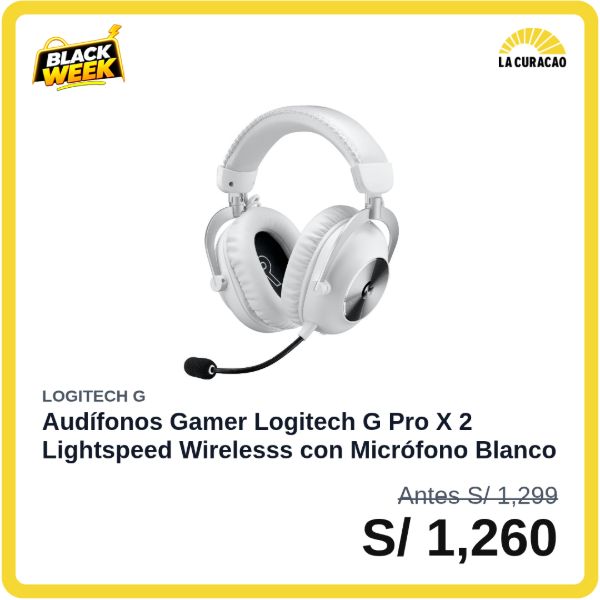 BLACK
WEEK
LA CURACAO
LOGITECH G
Audífonos Gamer Logitech G Pro X 2
Lightspeed Wirelesss con Micrófono Blanco
Antes S/ 1,299
S/ 1,260